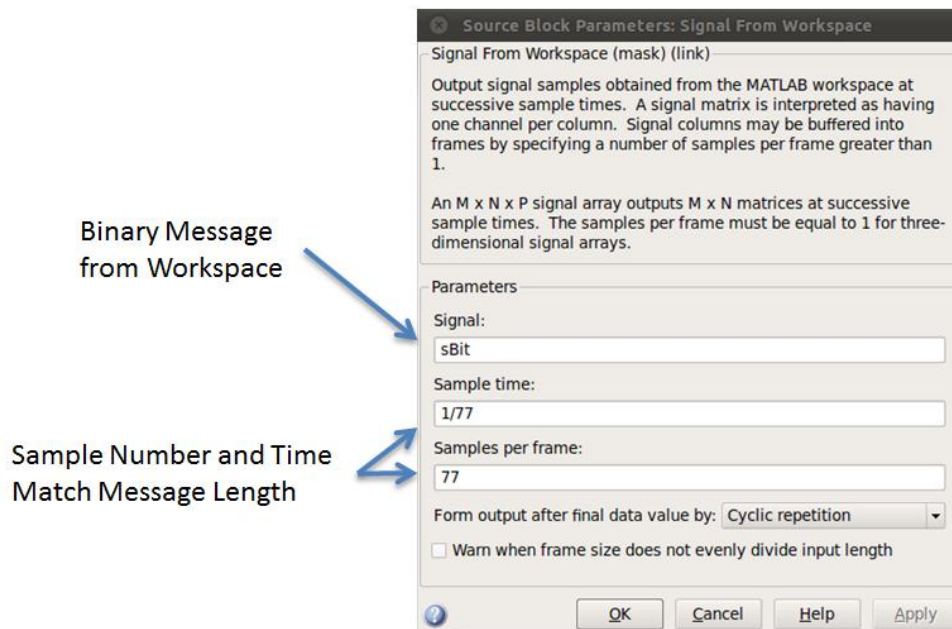 Source Block Parameters: Signal From Workspace
Signal From Workspace (mask) (link)
Output signal samples obtained from the MATLAB workspace at
successive sample times. A signal matrix is interpreted as having
one channel per column. Signal columns may be buffered into
frames by specifying a number of samples per frame greater than
1.
An M x N x P signal array outputs M x N matrices at successive
sample times. The samples per frame must be equal to 1 for three-
dimensional signal arrays.
Binary Message
from Workspace
Parameters
Signal:
sBit
Sample time:
1/77
Sample Number and Time
Match Message Length
Samples per frame:
77
Form output after final data value by: Cyclic repetition
Warn when frame size does not evenly divide input length
? OK Cancel Help Apply